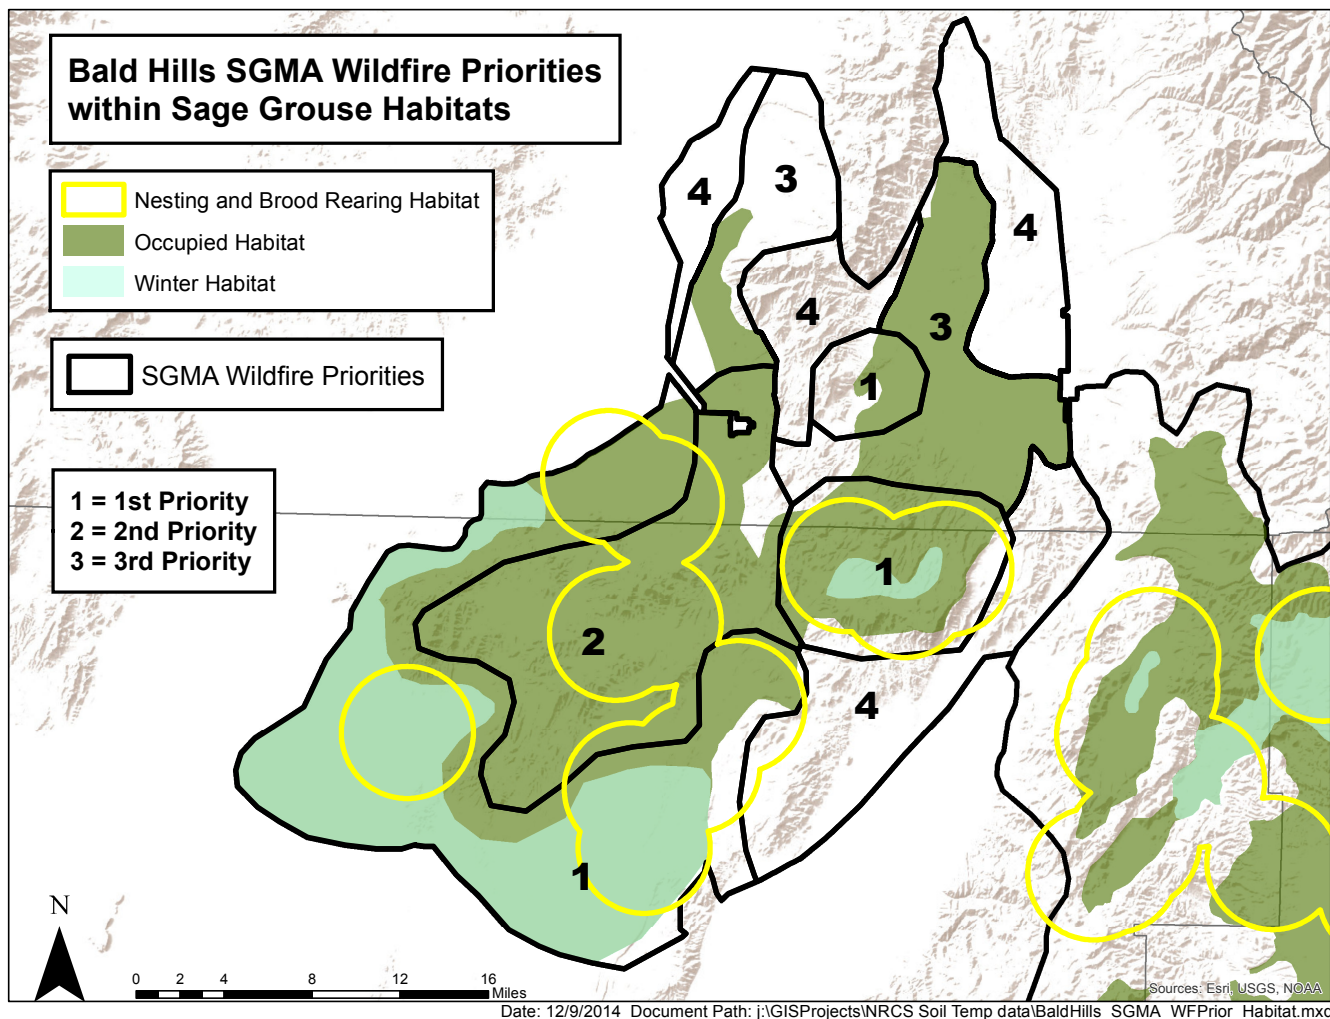 Bald Hills SGMA Wildfire Priorities
within Sage Grouse Habitats
Nesting and Brood Rearing Habitat
Occupied Habitat
Winter Habitat
SGMA Wildfire Priorities
1 = 1st Priority
2 = 2nd Priority
3 = 3rd Priority
4
3
4
4
3
1
1
2
4
1
N
0 2 4 8 12 16
Miles
Sources: Esri, USGS, NOAA
Date: 12/9/2014 Document Path: j:\GISProjects\NRCS Soil Temp data\BaldHills_SGMA_WFPrior_Habitat.mxd